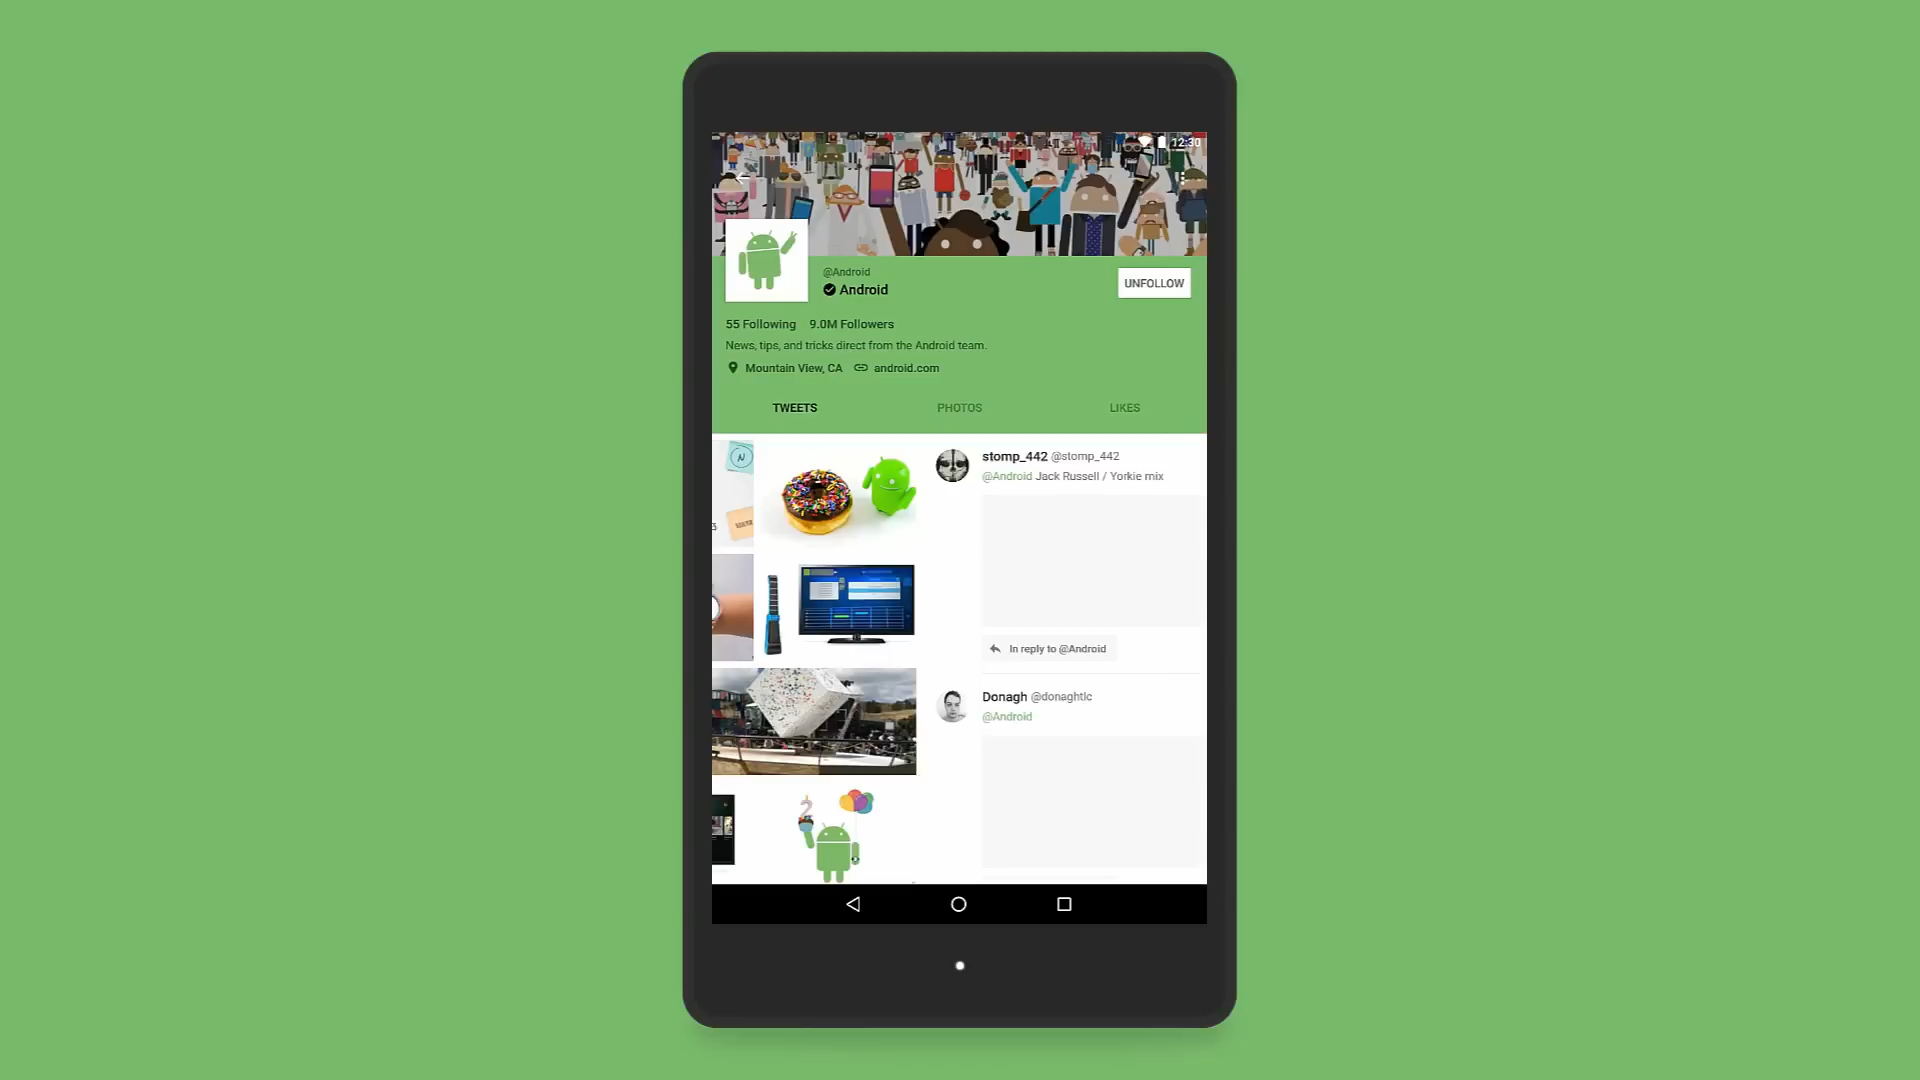 12:30
@Android
Android
UNFOLLOW
55 Following 9.0M Followers
News, tips, and tricks direct from the Android team.
Mountain View, CA android.com
TWEETS PHOTOS LIKES
N
stomp_442 @stomp_442
@Android Jack Russell / Yorkie mix
In reply to @Android
Donagh @donaghtlc
@Android
2